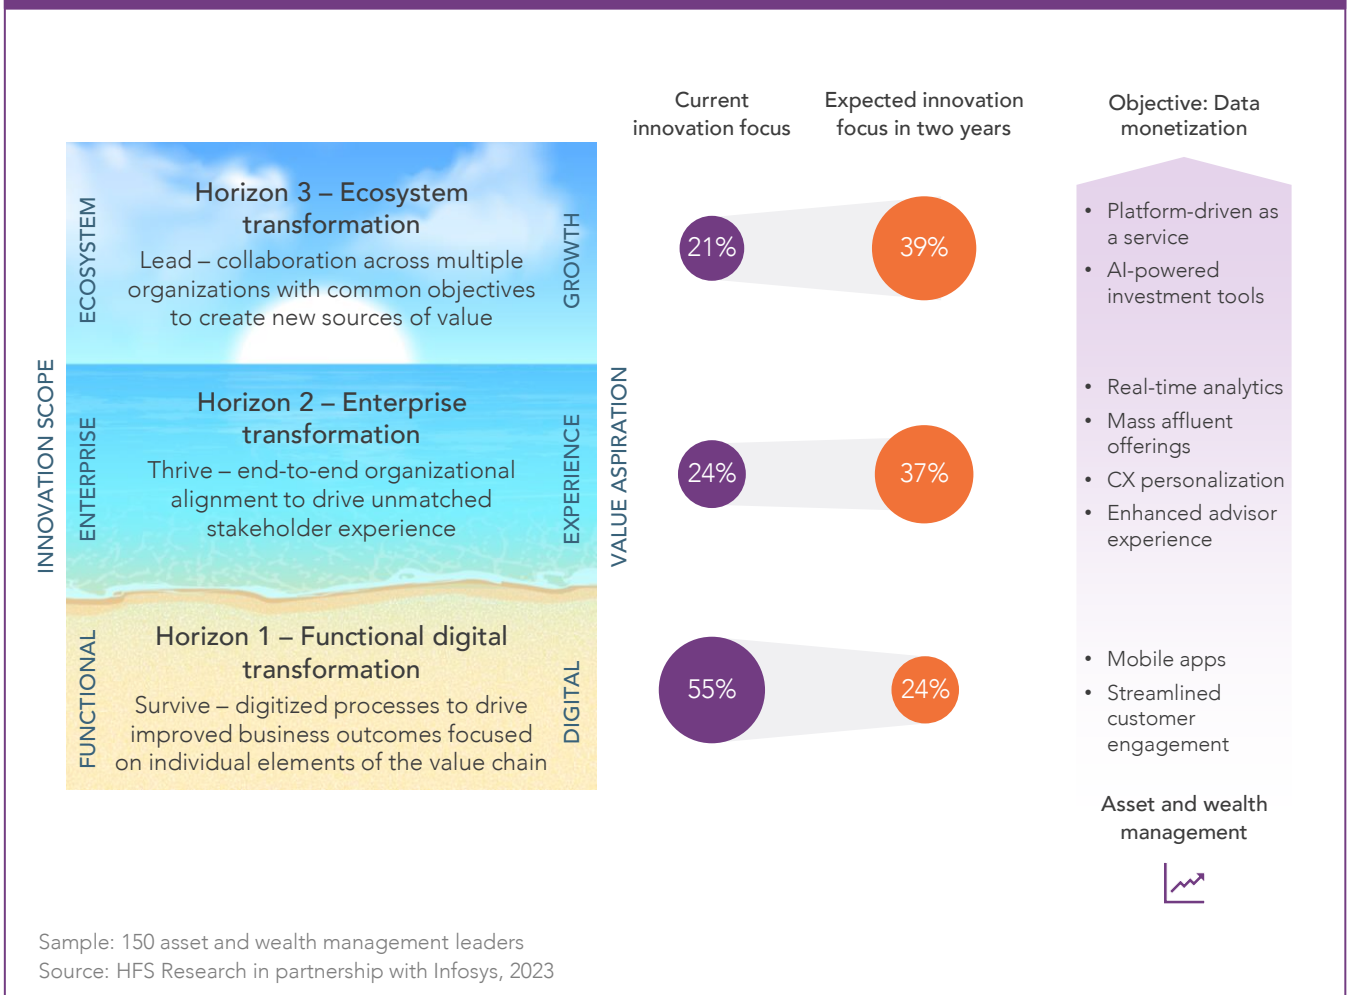 Current
innovation focus
Expected innovation
focus in two years
Objective: Data
monetization
INNOVATION SCOPE
ECOSYSTEM
Horizon 3 – Ecosystem
transformation
Lead – collaboration across multiple
organizations with common objectives
to create new sources of value
GROWTH
21%
39%
• Platform-driven as
a service
• AI-powered
investment tools
ENTERPRISE
Horizon 2 – Enterprise
transformation
Thrive – end-to-end organizational
alignment to drive unmatched
stakeholder experience
EXPERIENCE
VALUE ASPIRATION
24%
37%
• Real-time analytics
• Mass affluent
offerings
• CX personalization
• Enhanced advisor
experience
FUNCTIONAL
Horizon 1 – Functional digital
transformation
Survive – digitized processes to drive
improved business outcomes focused
on individual elements of the value chain
DIGITAL
55%
24%
• Mobile apps
• Streamlined
customer
engagement
Asset and wealth
management
Sample: 150 asset and wealth management leaders
Source: HFS Research in partnership with Infosys, 2023